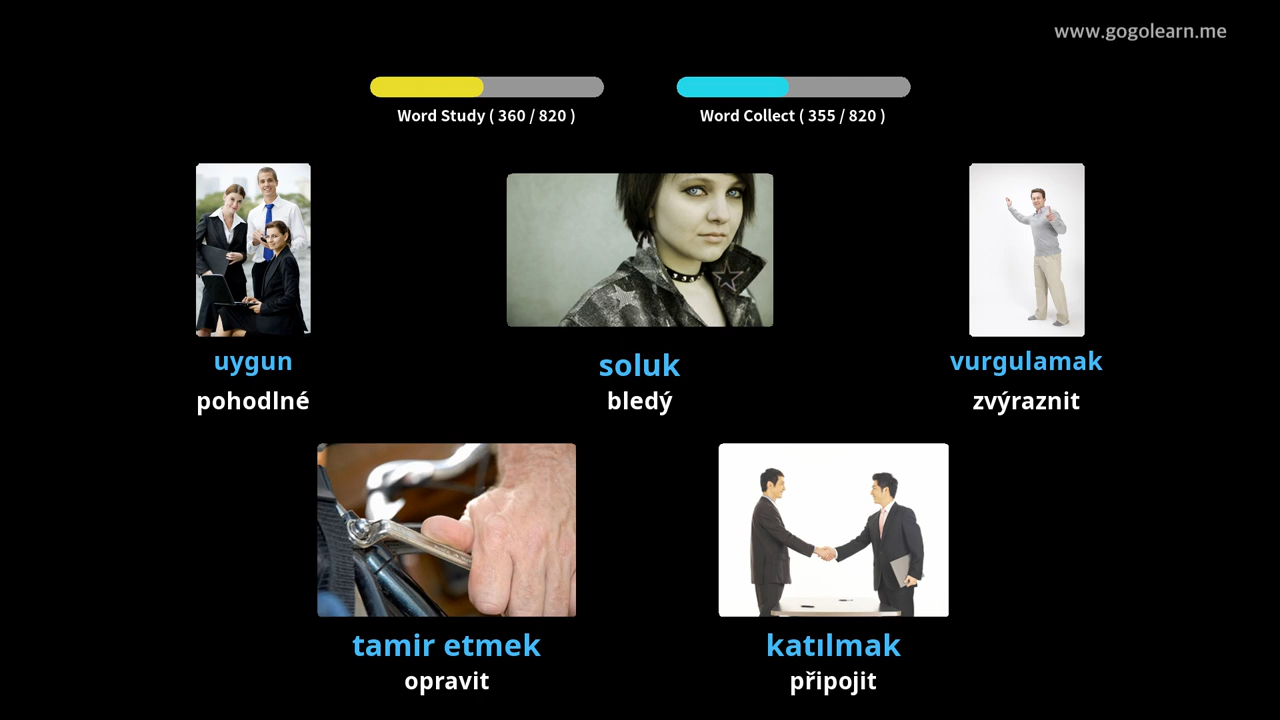 www.gogolearn.me
Word Study ( 360 / 820 )
Word Collect ( 355 / 820 )
uygun
pohodlné
soluk
bledý
vurgulamak
zvýraznit
tamir etmek
opravit
katılmak
připojit